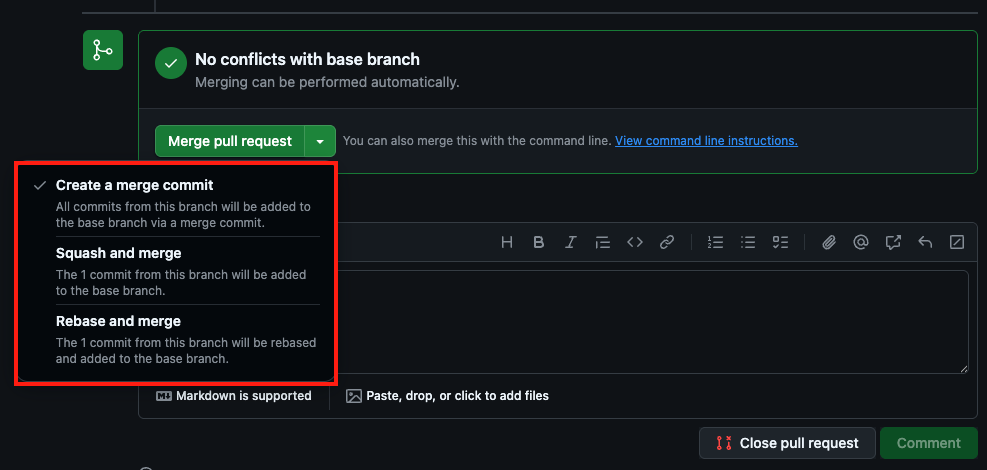 No conflicts with base branch
Merging can be performed automatically.
Merge pull request
You can also merge this with the command line. View command line instructions.
Create a merge commit
All commits from this branch will be added to
the base branch via a merge commit.
Squash and merge
The 1 commit from this branch will be added
to the base branch.
Rebase and merge
The 1 commit from this branch will be rebased
and added to the base branch.
Markdown is supported
Paste, drop, or click to add files
Close pull request
Comment